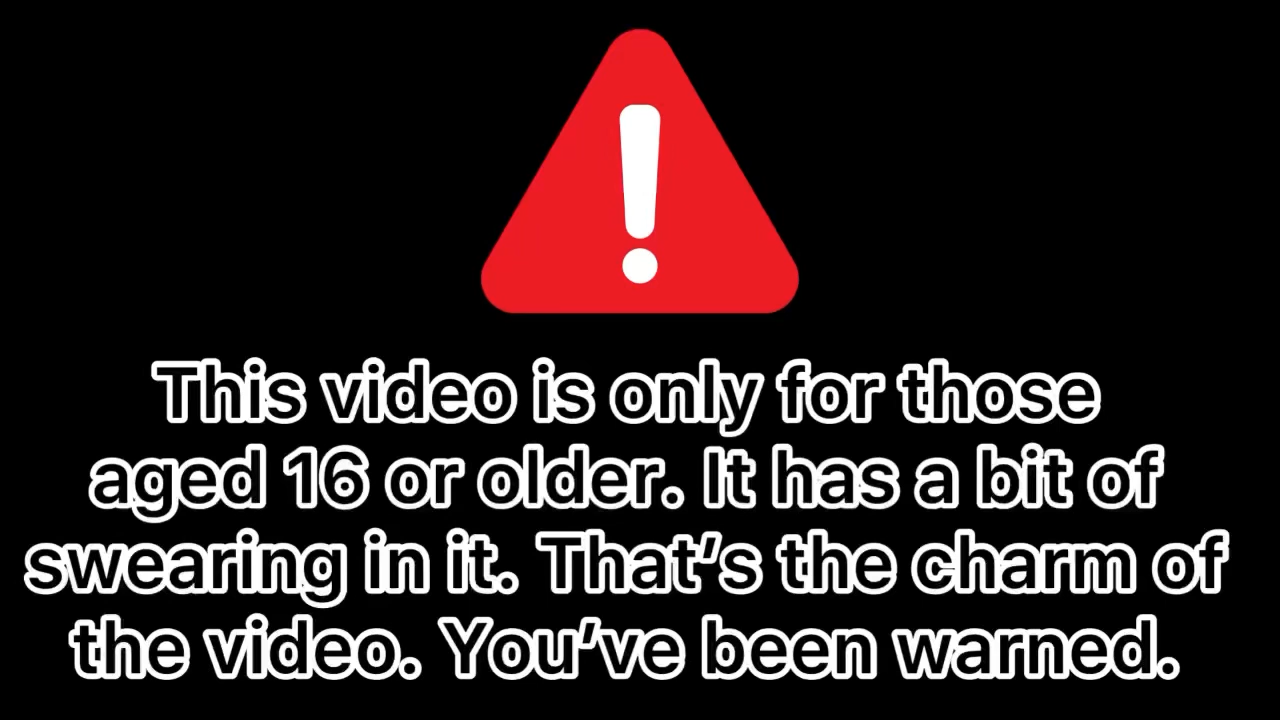 This video is only for those
aged 16 or older. It has a bit of
swearing in it. That’s the charm of
the video. You’ve been warned.